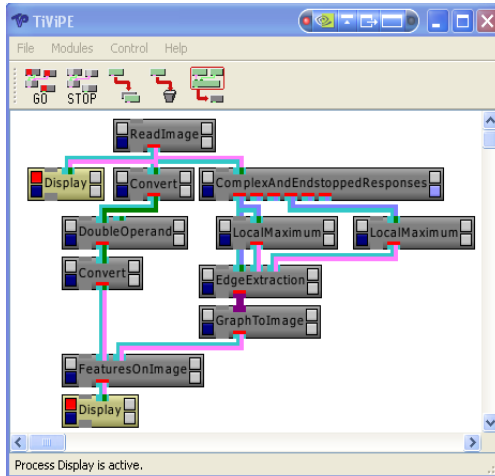 TiViPE
File Modules Control Help
GO STOP
ReadImage
Display Convert ComplexAndEndstoppedResponses
DoubleOperand LocalMaximum LocalMaximum
Convert EdgeExtraction
GraphToImage
FeaturesOnImage
Display
Process Display is active.